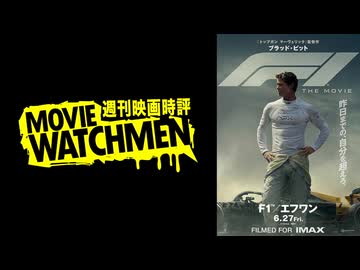 週刊映画時評
MOVIE
WATCHMEN
「トップガン マーヴェリック」監督作
ブラッド・ピット
F1
THE MOVIE
昨日までの、自分を超えろ。
F1®/エフワン
6.27 Fri.
FILMED FOR IMAX